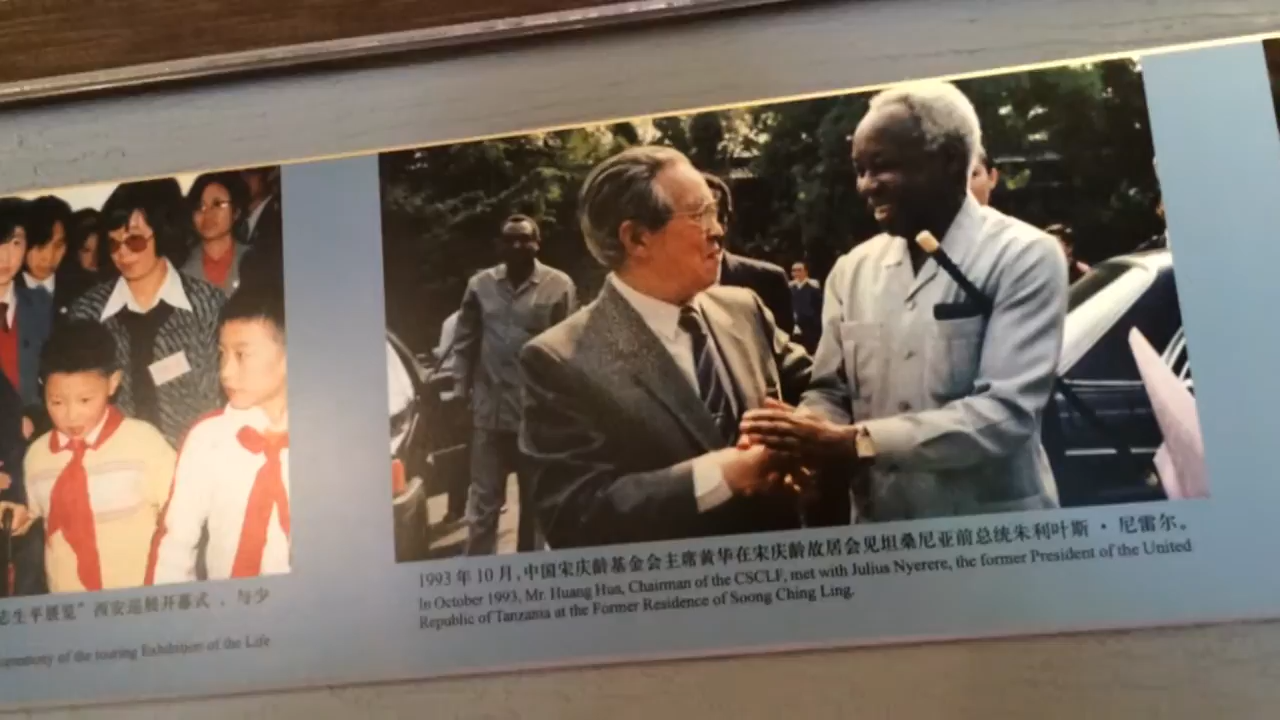 志生平展览”西安巡展开幕式 ，与少
ceremony of the touring Exhibition of the Life
1993 年 10 月，中国宋庆龄基金会主席黄华在宋庆龄故居会见坦桑尼亚前总统朱利叶斯 · 尼雷尔。
In October 1993, Mr. Huang Hua, Chairman of the CSCLF, met with Julius Nyerere, the former President of the United
Republic of Tanzania at the Former Residence of Soong Ching Ling.